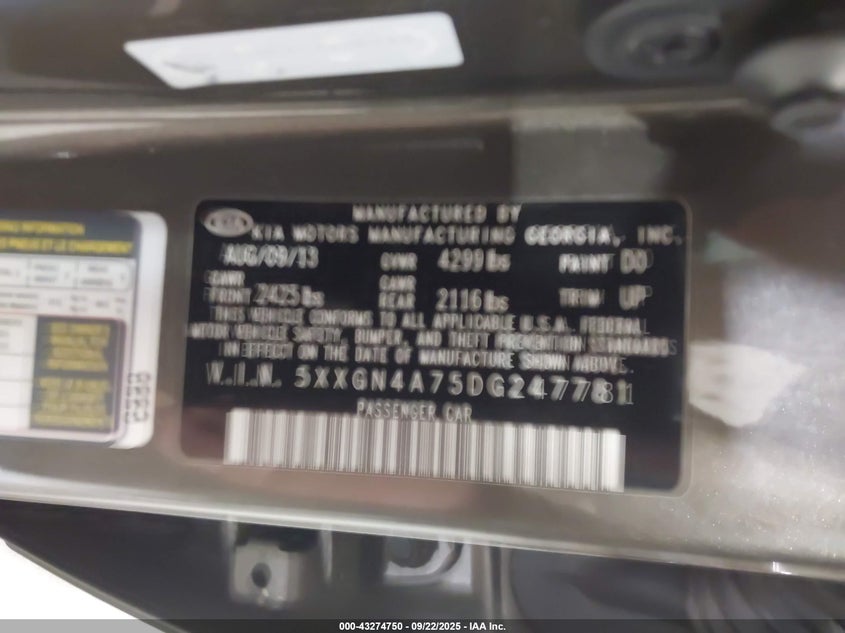 MANUFACTURED BY
KIA KIA MOTORS MANUFACTURING GEORGIA, INC.
AUG/09/13 GVWR 4299 lbs PAINT DO
GAWR FRONT 2425 lbs GAWR REAR 2116 lbs TRIM UP
THIS VEHICLE CONFORMS TO ALL APPLICABLE U.S.A. FEDERAL
MOTOR VEHICLE SAFETY, BUMPER, AND THEFT PREVENTION STANDARDS
IN EFFECT ON THE DATE OF MANUFACTURE SHOWN ABOVE.
V.I.N. 5XXGN4A75DG247781
PASSENGER CAR
000-43274750 - 09/22/2025 - IAA Inc.